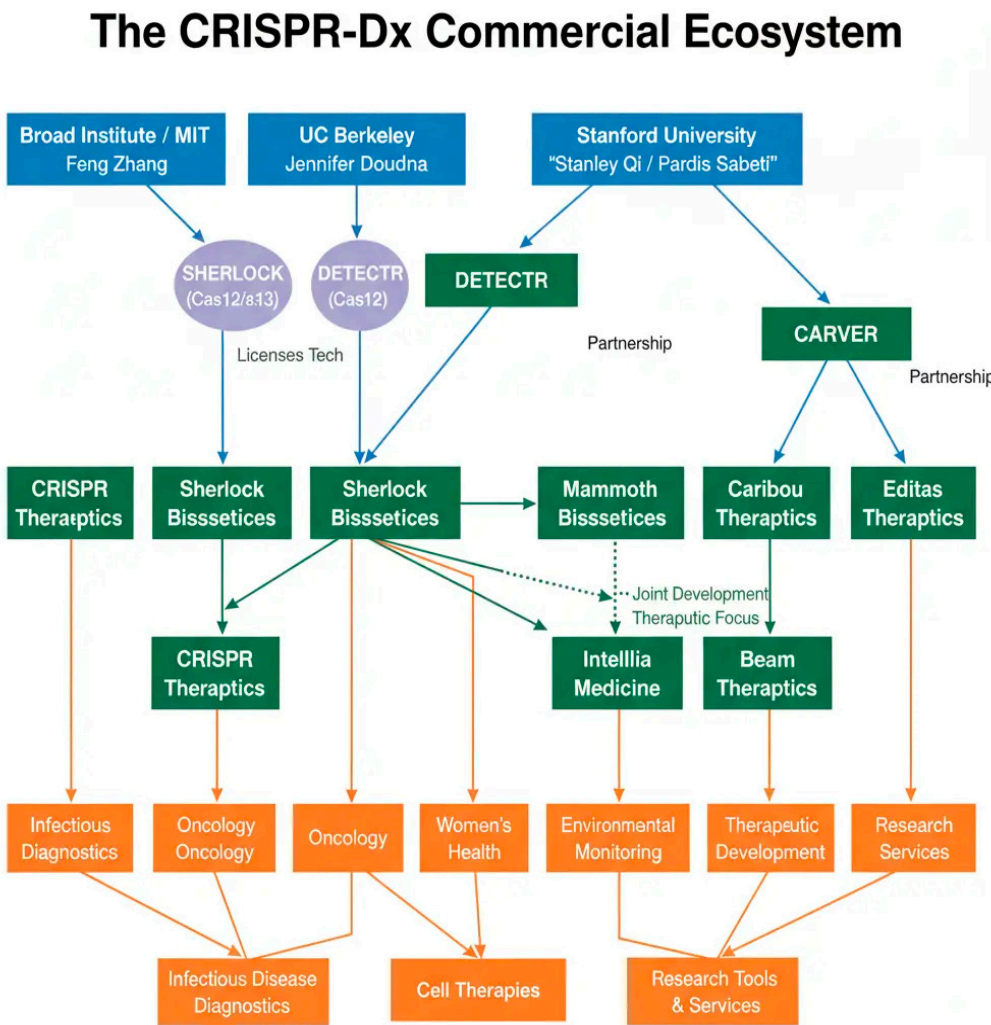 The CRISPR-Dx Commercial Ecosystem
Broad Institute / MIT
Feng Zhang
UC Berkeley
Jennifer Doudna
Stanford University
"Stanley Qi / Pardis Sabeti"
SHERLOCK
DETECTR
(Cas12)
DETECTR
Licenses Tech
Partnership
CARVER
Partnership
CRISPR
Theraptics
Sherlock
Bisssetices
Sherlock
Bisssetices
Mammoth
Bisssetices
Caribou
Theraptics
Editas
Theraptics
Joint Development
Theraputic Focus
CRISPR
Theraptics
Intelllia
Medicine
Beam
Theraptics
Infectious
Diagnostics
Oncology
Oncology
Oncology
Women's
Health
Environmental
Monitoring
Therapeutic
Development
Research
Services
Infectious Disease
Diagnostics
Cell Therapies
Research Tools
& Services